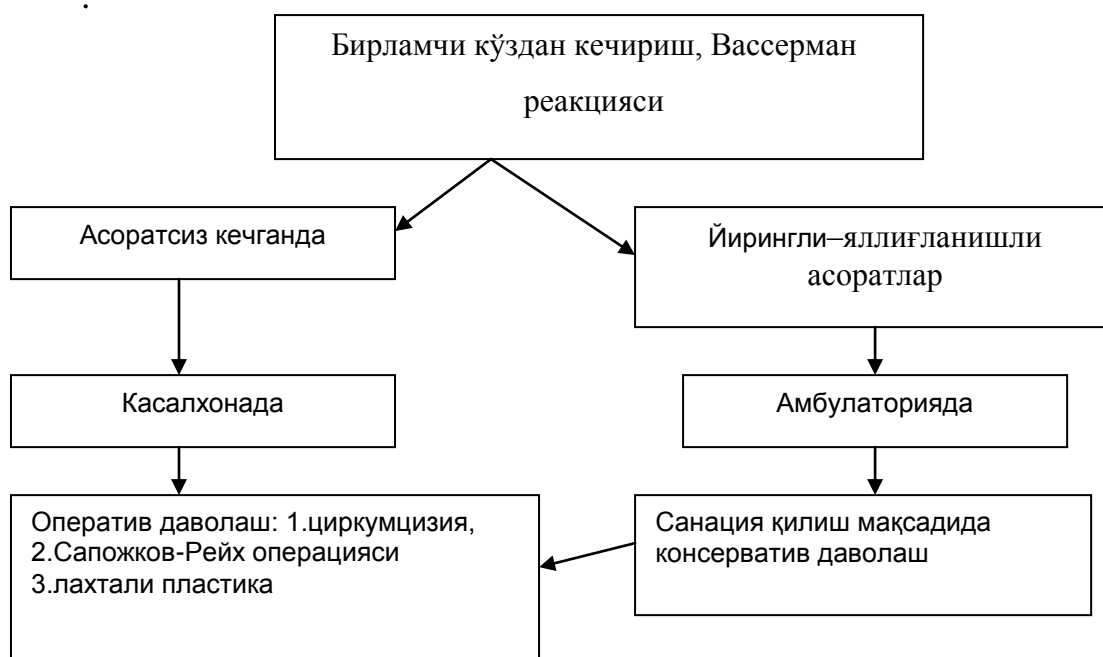 .
Бирламчи кўздан кечириш, Вассерман
реакцияси
Асоратсиз кечганда
Йирингли–яллиғланишли
асоратлар
Касалхонада
Амбулаторияда
Оператив даволаш: 1.циркумцизия,
2.Сапожков-Рейх операцияси
3.лахтали пластика
Санация қилиш мақсадида
консерватив даволаш